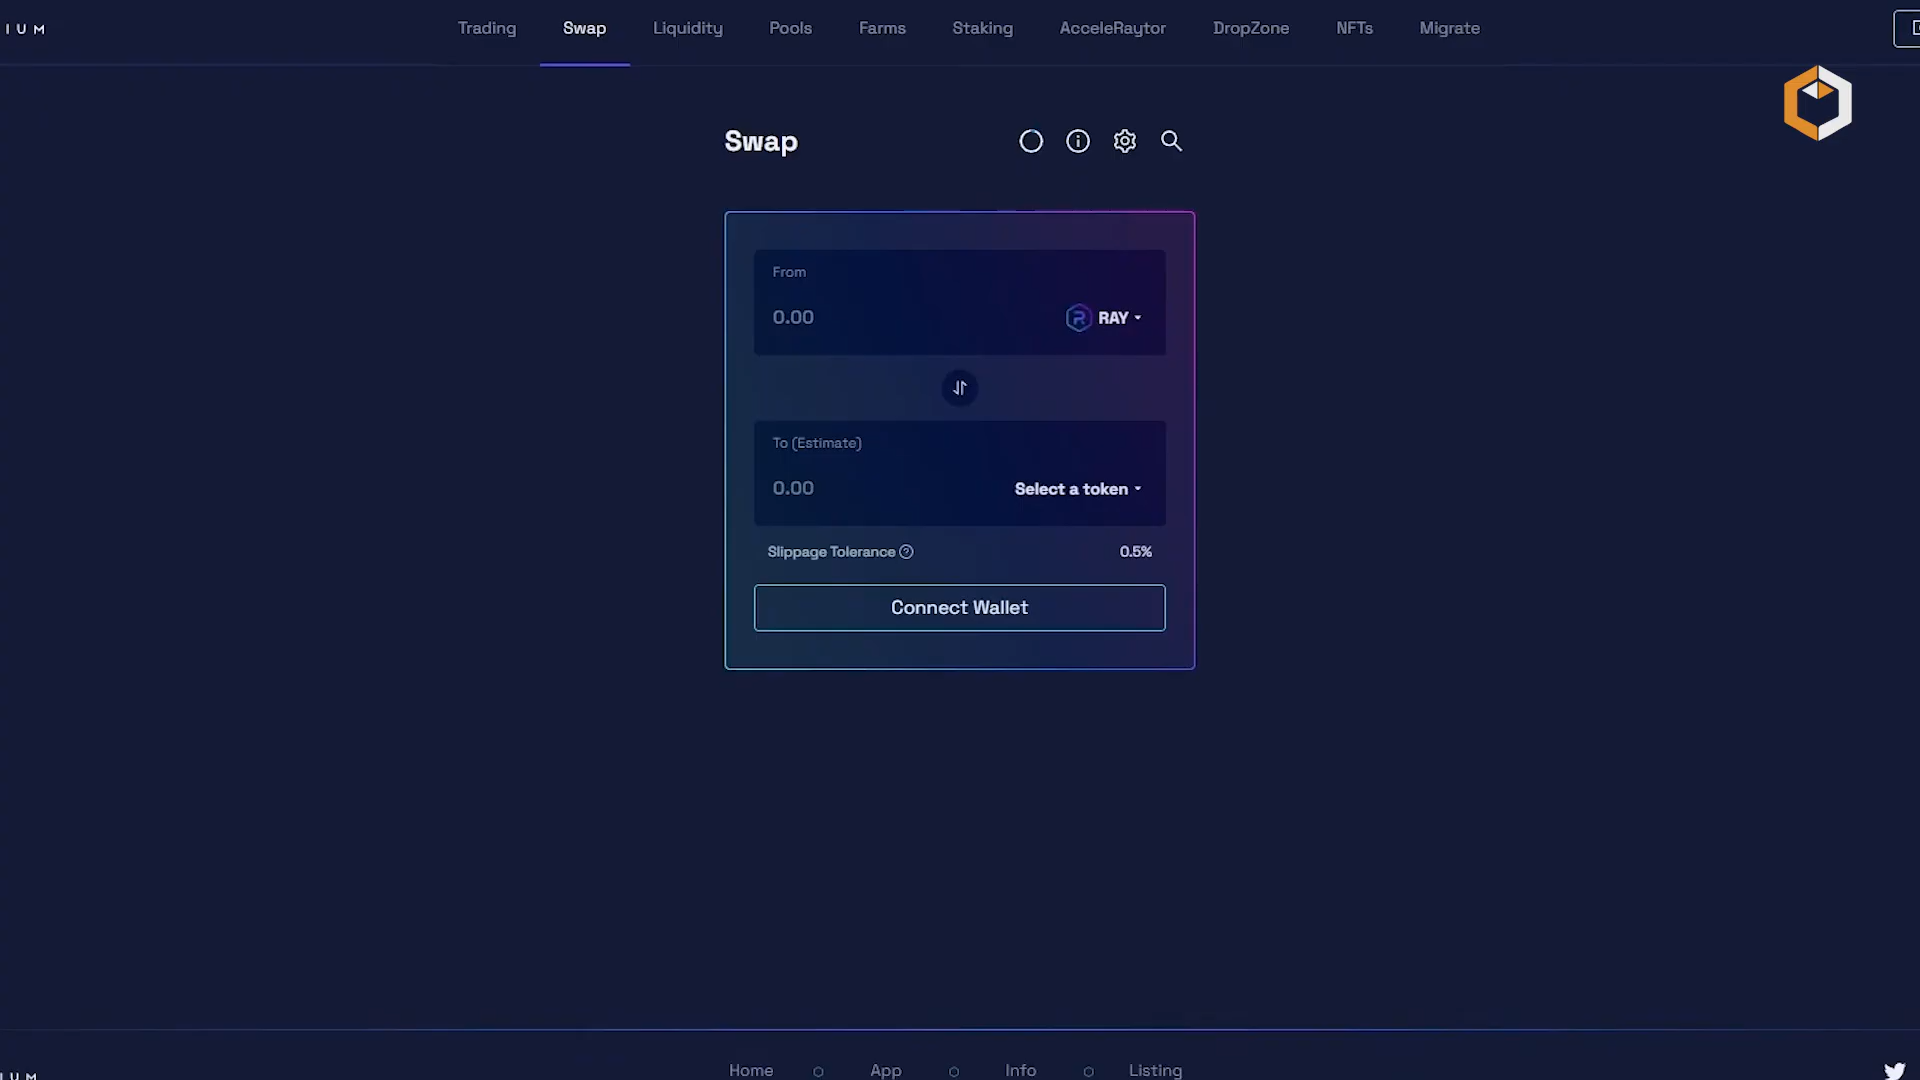 IUM
Trading Swap Liquidity Pools Farms Staking AcceleRaytor DropZone NFTs Migrate
Swap
From
0.00 RAY
To (Estimate)
0.00 Select a token
Slippage Tolerance 0.5%
Connect Wallet
Home App Info Listing
IUM